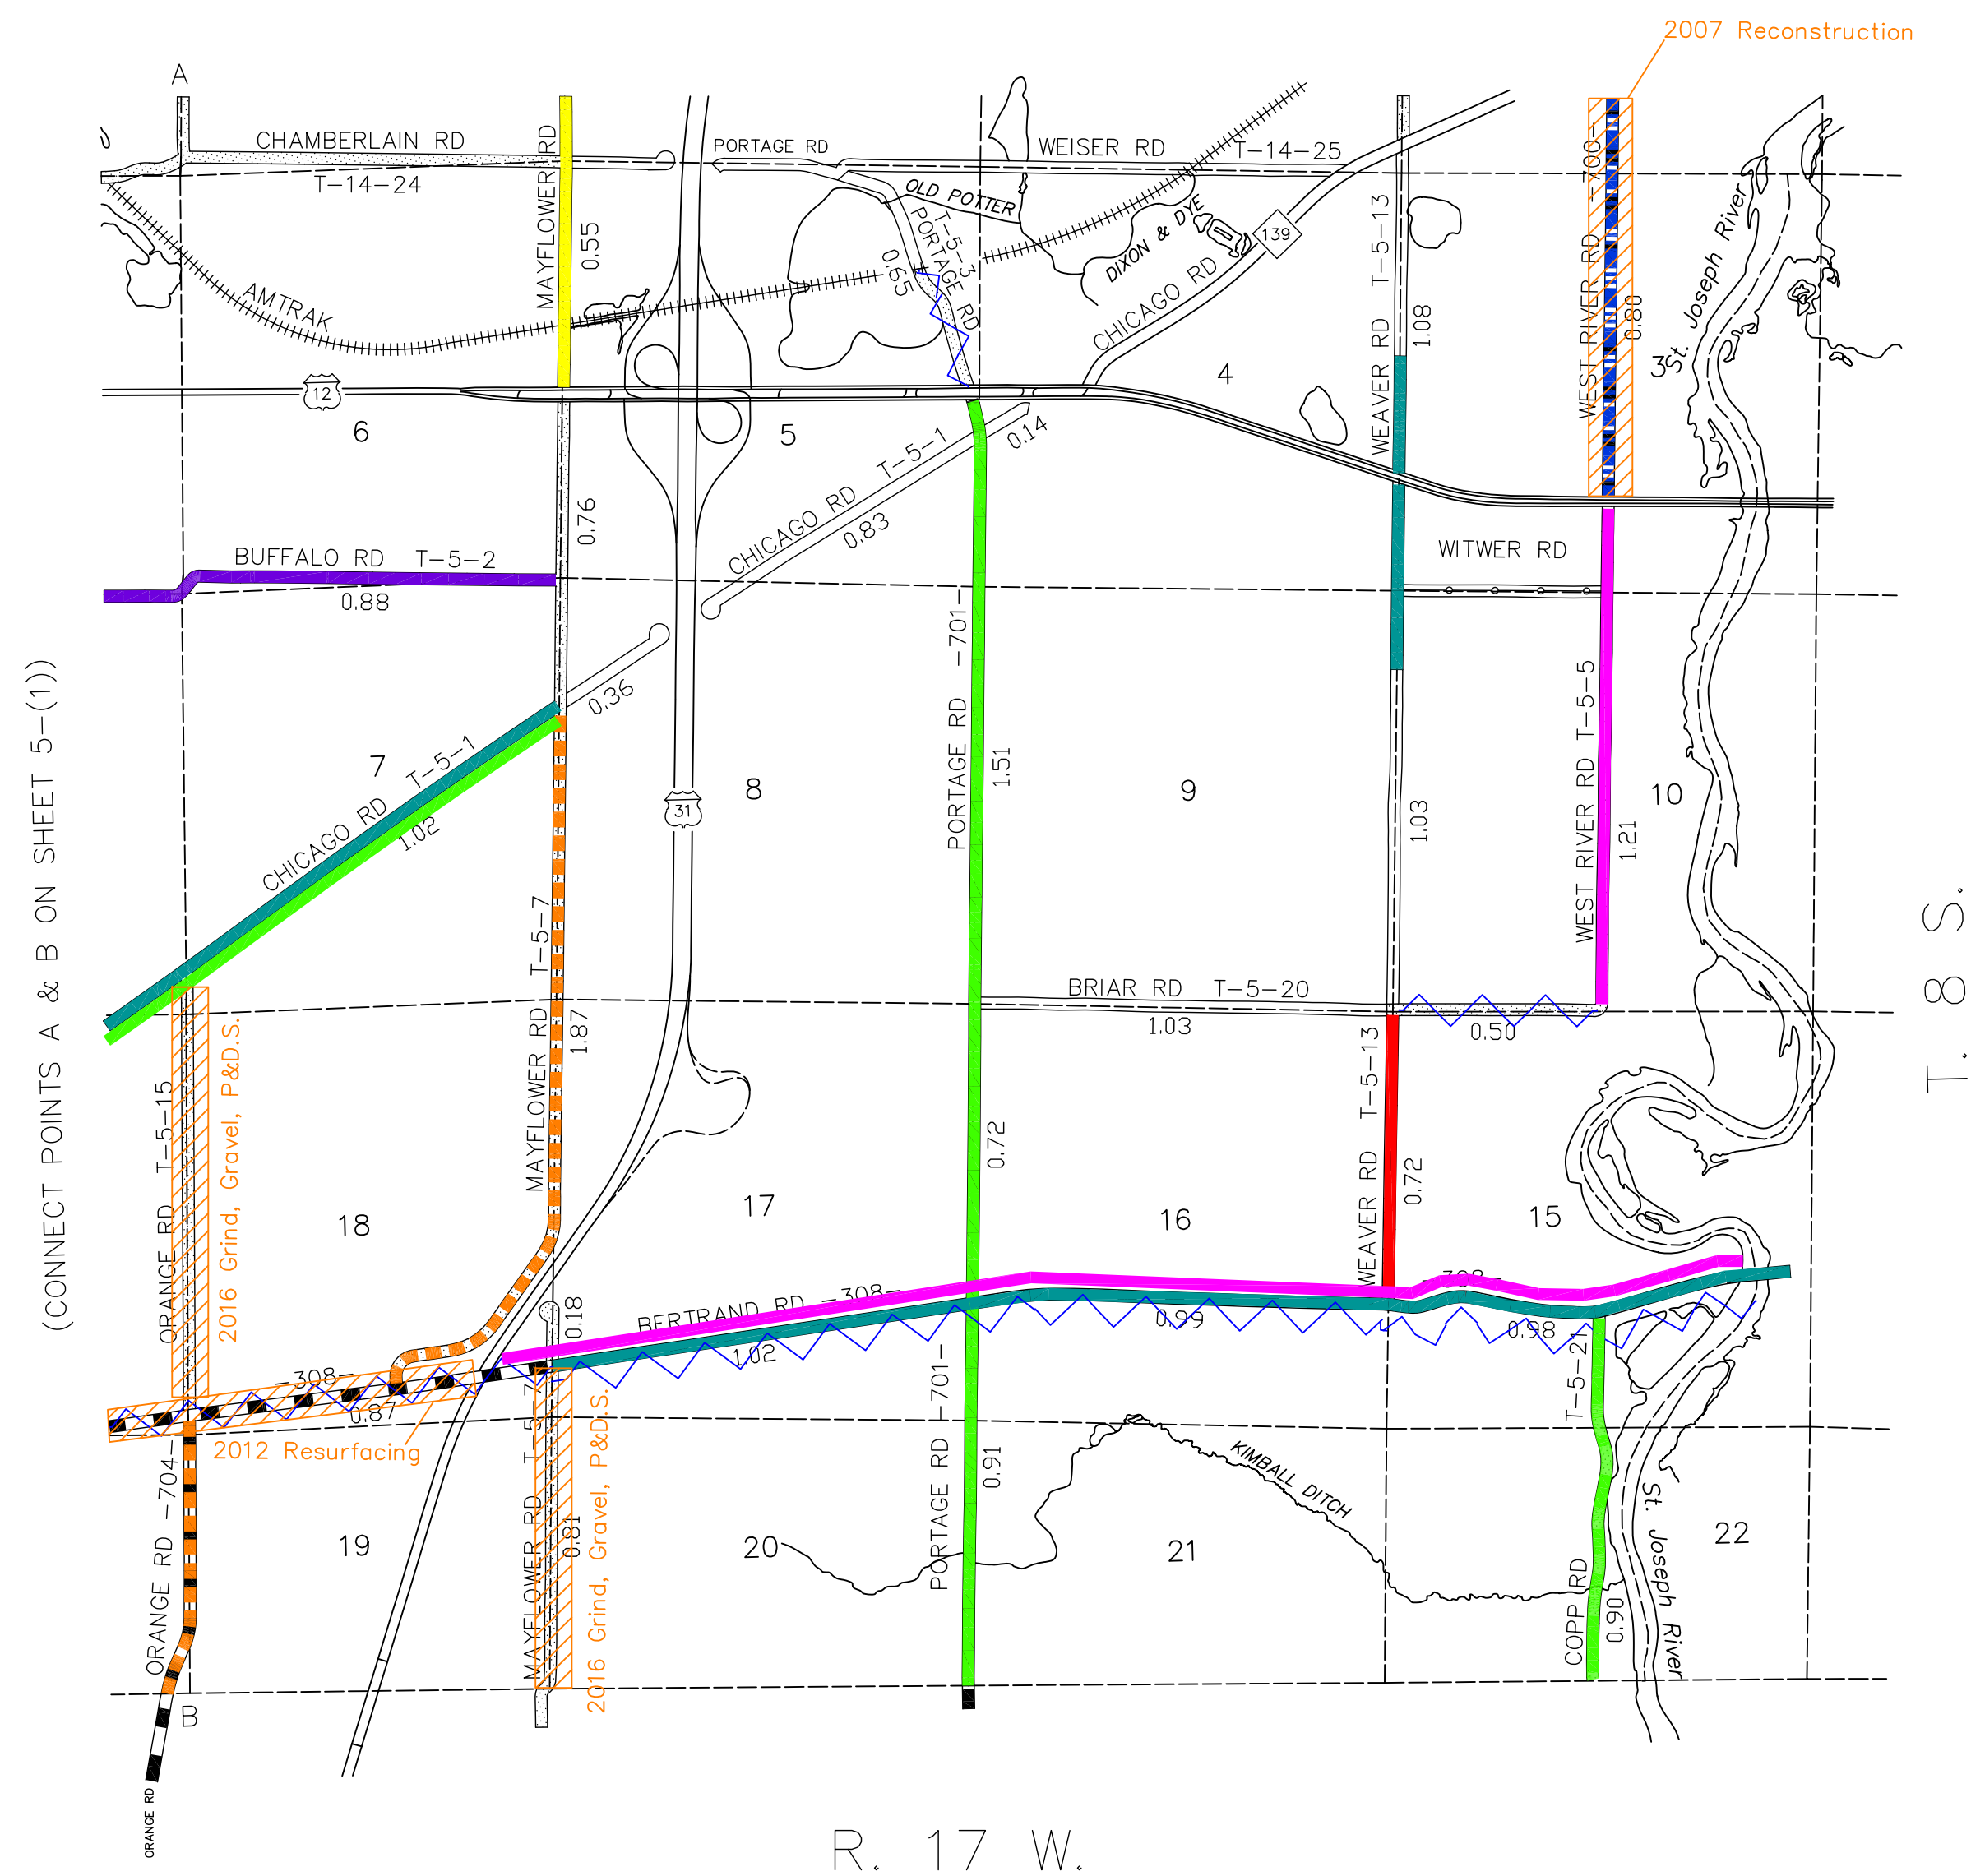 2007 Reconstruction
A
CHAMBERLAIN RD
T-14-24
MAYFLOWER RD
0.55
PORTAGE RD
WEISER RD
T-14-25
OLD POTTER
T-5-3
PORTAGE RD
0.65
DIXON & DYE
139
CHICAGO RD
WEAVER RD T-5-13
1.08
WEST RIVER RD -700-
0.80
St. Joseph River
3
AMTRAK
12
6
5
4
CHICAGO RD T-5-1
0.14
0.83
0.76
BUFFALO RD T-5-2
0.88
WITWER RD
0.36
7
CHICAGO RD T-5-1
1.02
31
8
PORTAGE RD -701-
1.51
9
1.03
WEST RIVER RD T-5-5
1.21
10
(CONNECT POINTS A & B ON SHEET 5-(1))
T. 8 S.
MAYFLOWER RD T-5-7
1.87
BRIAR RD T-5-20
1.03
0.50
ORANGE RD T-5-15
2016 Grind, Gravel, P&D.S.
18
17
0.72
16
WEAVER RD T-5-13
0.72
15
0.18
BERTRAND RD -308-
-308-
1.02
0.99
0.98
-308-
0.87
2012 Resurfacing
ORANGE RD -704-
19
MAYFLOWER RD T-5-7
0.81
2016 Grind, Gravel, P&D.S.
20
PORTAGE RD -701-
0.91
KIMBALL DITCH
21
T-5-21
COPP RD
0.90
St. Joseph River
22
B
ORANGE RD
R. 17 W.